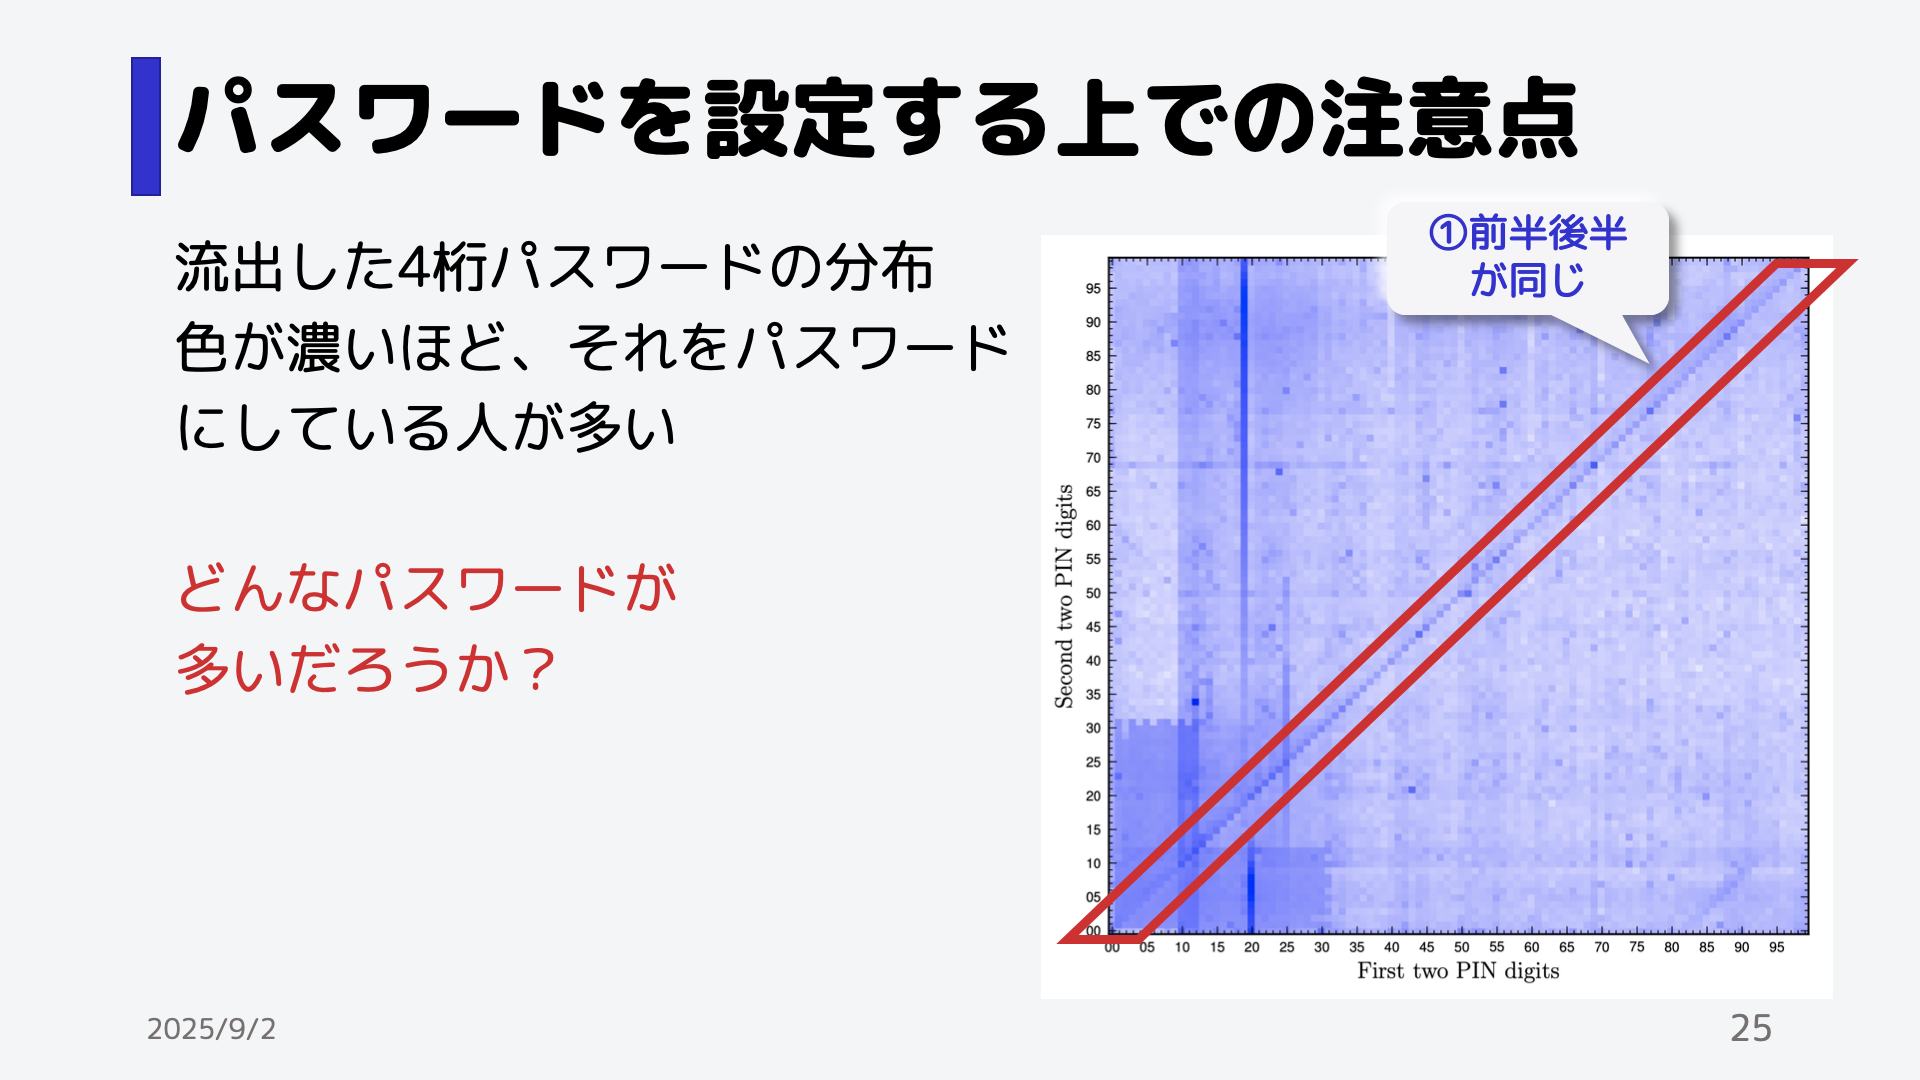 パスワードを設定する上での注意点
流出した4桁パスワードの分布
色が濃いほど、それをパスワード
にしている人が多い
どんなパスワードが
多いだろうか？
①前半後半
が同じ
Second two PIN digits
95
90
85
80
75
70
65
60
55
50
45
40
35
30
25
20
15
10
05
00
00 05 10 15 20 25 30 35 40 45 50 55 60 65 70 75 80 85 90 95
First two PIN digits
2025/9/2
25